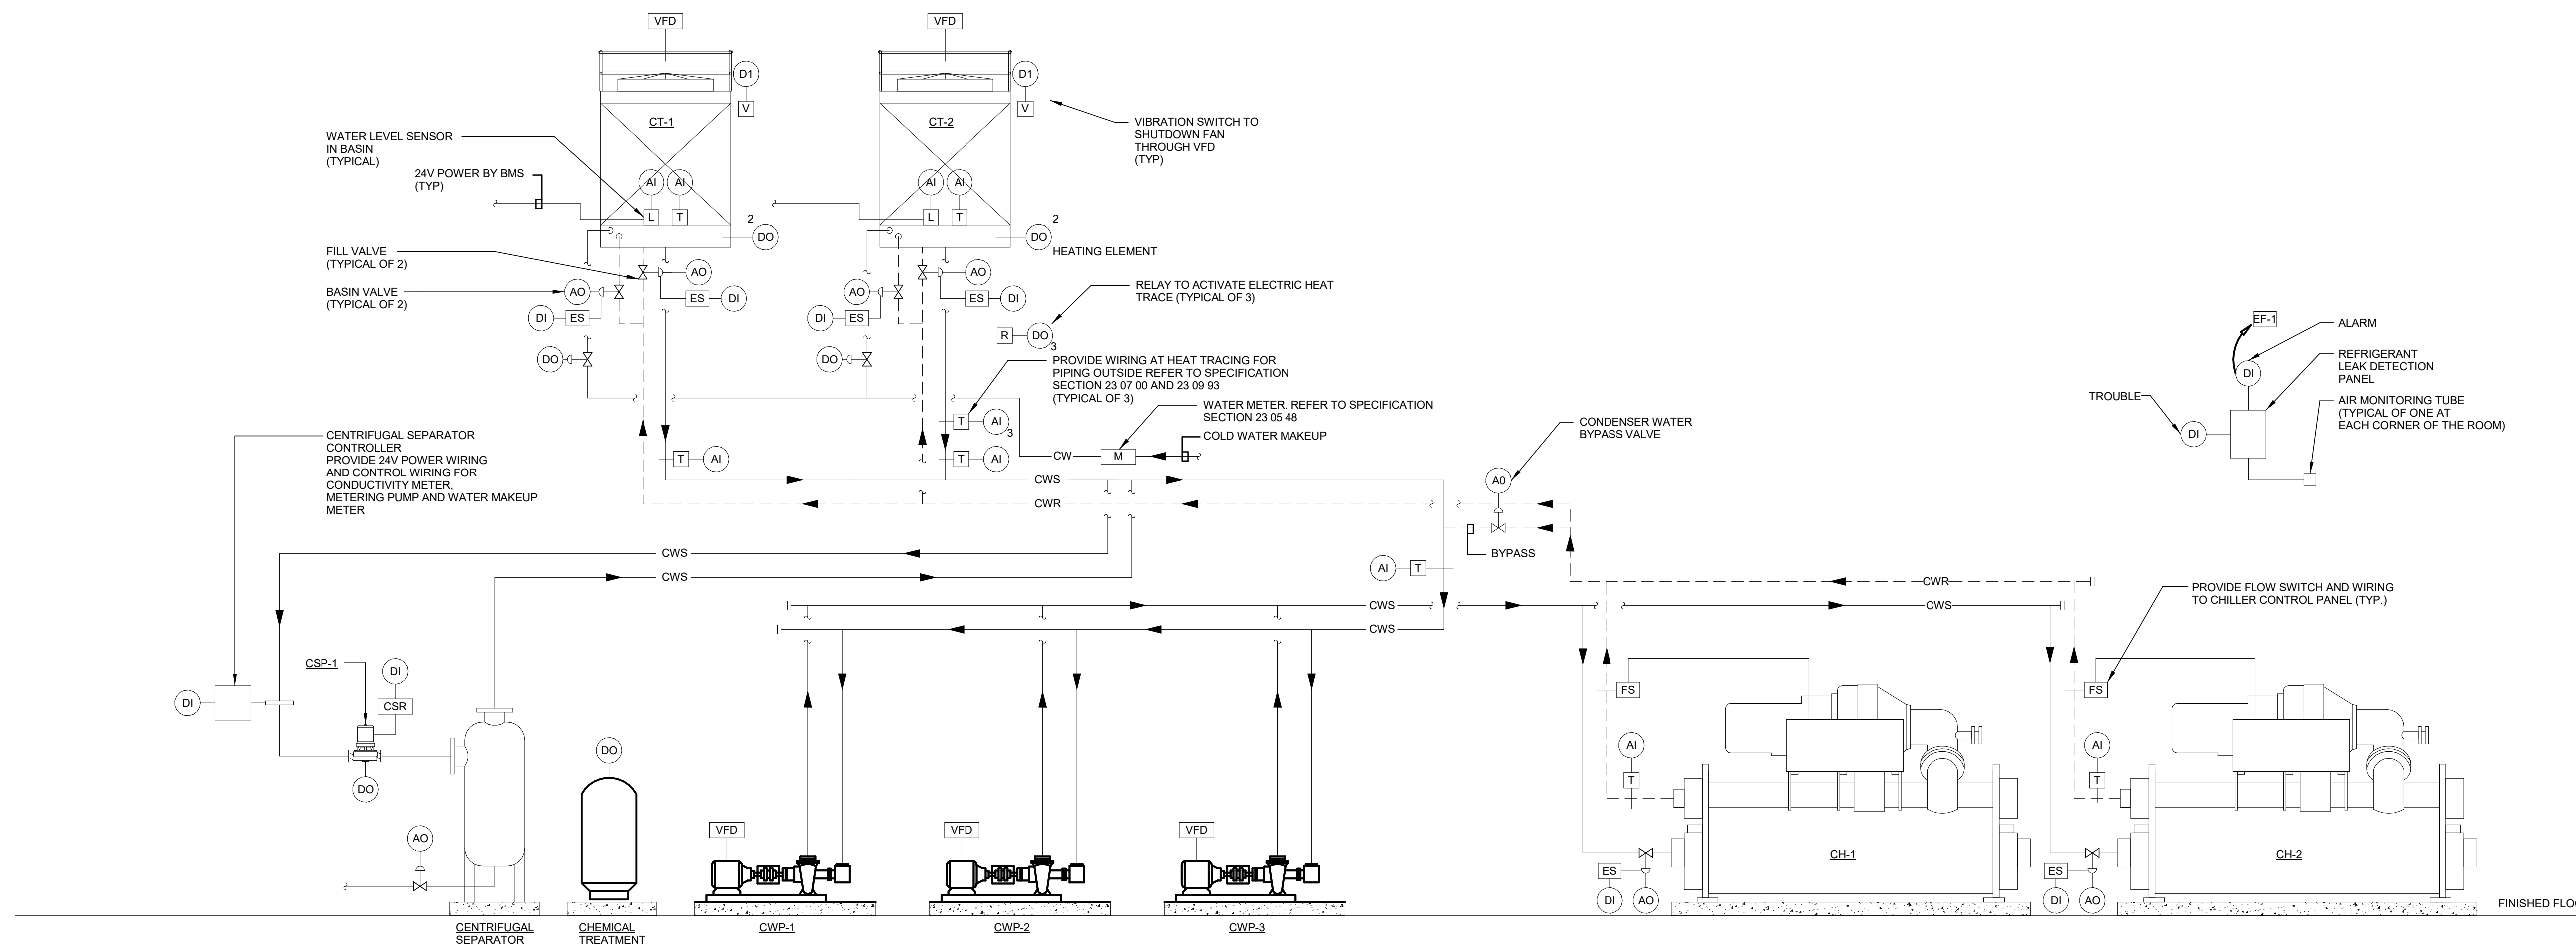 VFD
VFD
D1
V
D1
V
CT-1
CT-2
WATER LEVEL SENSOR
IN BASIN
(TYPICAL)
24V POWER BY BMS
(TYP)
VIBRATION SWITCH TO
SHUTDOWN FAN
THROUGH VFD
(TYP)
AI
AI
L
T
AI
AI
L
T
2
DO
2
DO
HEATING ELEMENT
FILL VALVE
(TYPICAL OF 2)
BASIN VALVE
(TYPICAL OF 2)
AO
AO
ES
DI
DI
ES
DO
AO
AO
ES
DI
DI
ES
DO
RELAY TO ACTIVATE ELECTRIC HEAT
TRACE (TYPICAL OF 3)
R
DO
3
PROVIDE WIRING AT HEAT TRACING FOR
PIPING OUTSIDE REFER TO SPECIFICATION
SECTION 23 07 00 AND 23 09 93
(TYPICAL OF 3)
T
AI
3
WATER METER. REFER TO SPECIFICATION
SECTION 23 05 48
COLD WATER MAKEUP
CW
M
T
AI
T
AI
CENTRIFUGAL SEPARATOR
CONTROLLER
PROVIDE 24V POWER WIRING
AND CONTROL WIRING FOR
CONDUCTIVITY METER,
METERING PUMP AND WATER MAKEUP
METER
CWS
CWR
CWS
CWS
CONDENSER WATER
BYPASS VALVE
A0
BYPASS
AI
T
EF-1
ALARM
DI
REFRIGERANT
LEAK DETECTION
PANEL
TROUBLE
DI
AIR MONITORING TUBE
(TYPICAL OF ONE AT
EACH CORNER OF THE ROOM)
CWR
CWS
CWS
CWS
PROVIDE FLOW SWITCH AND WIRING
TO CHILLER CONTROL PANEL (TYP.)
CSP-1
DI
CSR
DI
DO
DO
AO
VFD
VFD
VFD
FS
AI
T
FS
AI
T
CH-1
CH-2
ES
DI
AO
ES
DI
AO
FINISHED
CENTRIFUGAL
SEPARATOR
CHEMICAL
TREATMENT
CWP-1
CWP-2
CWP-3